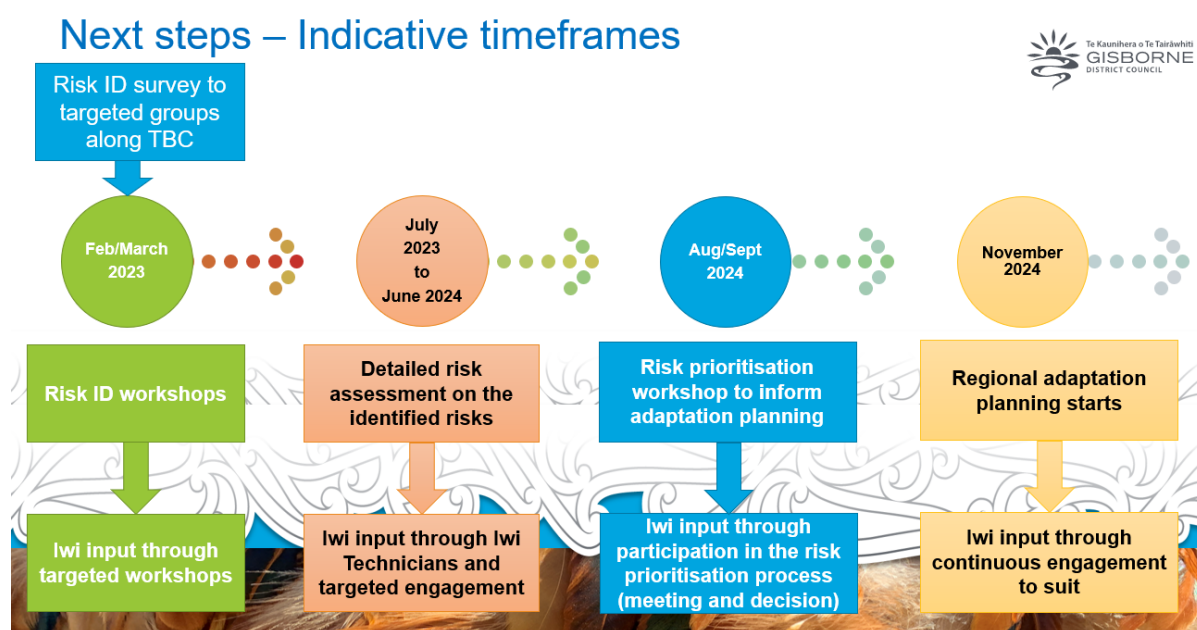 Next steps – Indicative timeframes
Te Kaunihera o Te Tairāwhiti
GISBORNE
DISTRICT COUNCIL
Risk ID survey to
targeted groups
along TBC
Feb/March
2023
July
2023
to
June 2024
Aug/Sept
2024
November
2024
Risk ID workshops
Detailed risk
assessment on the
identified risks
Risk prioritisation
workshop to inform
adaptation planning
Regional adaptation
planning starts
Iwi input through
targeted workshops
Iwi input through Iwi
Technicians and
targeted engagement
Iwi input through
participation in the risk
prioritisation process
(meeting and decision)
Iwi input through
continuous engagement
to suit